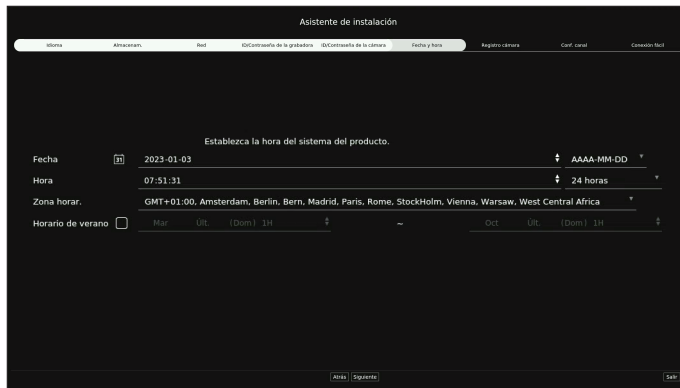 Asistente de instalación
Idioma Almacenam. Red ID/Contraseña de la grabadora ID/Contraseña de la cámara Fecha y hora Registro cámara Conf. canal Conexión fácil
Establezca la hora del sistema del producto.
Fecha 31 2023-01-03 AAAA-MM-DD
Hora 07:51:31 24 horas
Zona horar. GMT+01:00, Amsterdam, Berlin, Bern, Madrid, Paris, Rome, StockHolm, Vienna, Warsaw, West Central Africa
Horario de verano Mar Últ. (Dom) 1H ~ Oct Últ. (Dom) 1H
Atrás Siguiente Salir